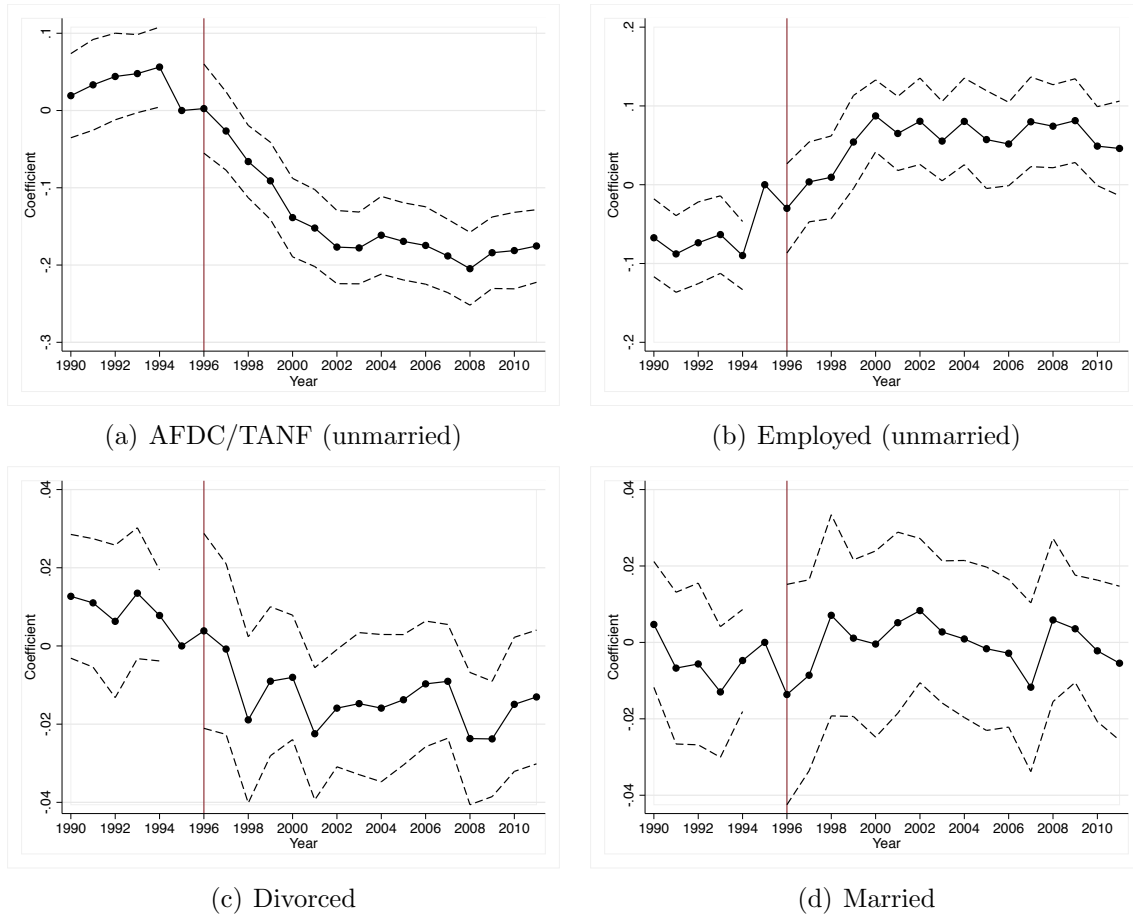 .1
0
-.1
-.2
-.3
Coefficient
1990 1992 1994 1996 1998 2000 2002 2004 2006 2008 2010
Year
(a) AFDC/TANF (unmarried)
.2
.1
0
-.1
-.2
Coefficient
1990 1992 1994 1996 1998 2000 2002 2004 2006 2008 2010
Year
(b) Employed (unmarried)
.04
.02
0
-.02
-.04
Coefficient
1990 1992 1994 1996 1998 2000 2002 2004 2006 2008 2010
Year
(c) Divorced
.04
.02
0
-.02
-.04
Coefficient
1990 1992 1994 1996 1998 2000 2002 2004 2006 2008 2010
Year
(d) Married